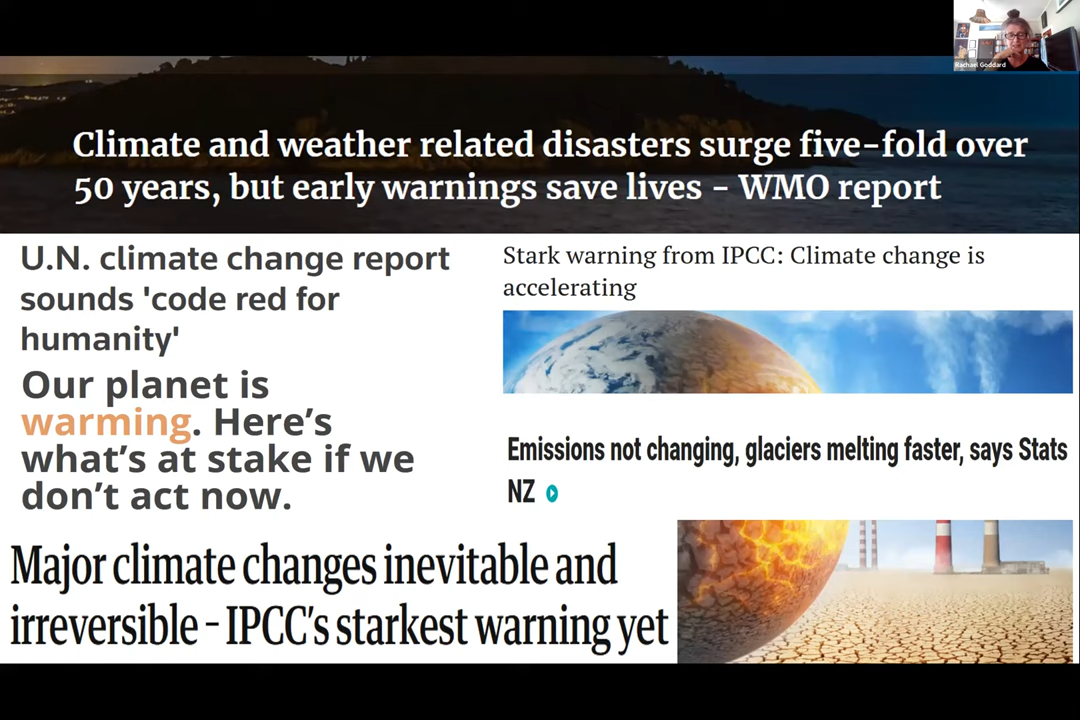 Rachael Goddard
Climate and weather related disasters surge five-fold over
50 years, but early warnings save lives - WMO report
U.N. climate change report
sounds 'code red for
humanity'
Our planet is
warming. Here's
what's at stake if we
don't act now.
Stark warning from IPCC: Climate change is
accelerating
Emissions not changing, glaciers melting faster, says Stats
NZ
Major climate changes inevitable and
irreversible - IPCC's starkest warning yet